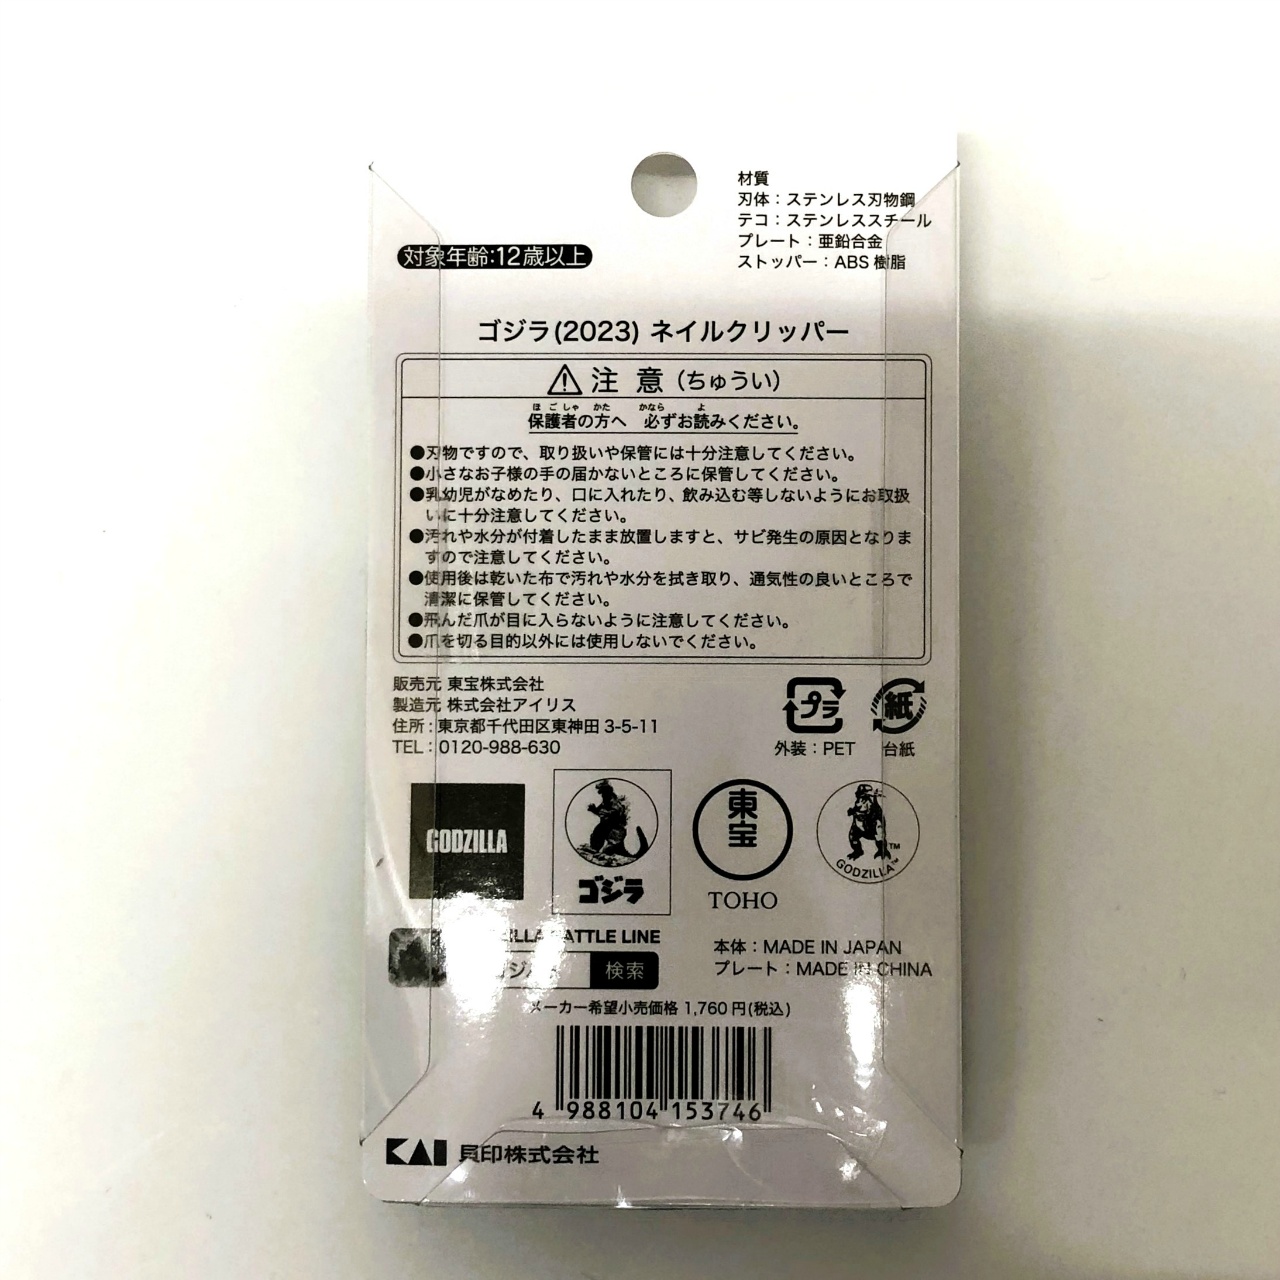 材質
刃体：ステンレス刃物鋼
テコ：ステンレススチール
プレート：亜鉛合金
ストッパー：ABS 樹脂
対象年齢:12歳以上
ゴジラ(2023) ネイルクリッパー
注 意（ちゅうい）
ほごしゃ かた かなら よ
保護者の方へ 必ずお読みください。
●刃物ですので、取り扱いや保管には十分注意してください。
●小さなお子様の手の届かないところに保管してください。
●乳幼児がなめたり、口に入れたり、飲み込む等しないようにお取扱
いに十分注意してください。
●汚れや水分が付着したまま放置しますと、サビ発生の原因となりま
すので注意してください。
●使用後は乾いた布で汚れや水分を拭き取り、通気性の良いところで
清潔に保管してください。
●飛んだ爪が目に入らないように注意してください。
●爪を切る目的以外には使用しないでください。
販売元 東宝株式会社
製造元 株式会社アイリス
住所：東京都千代田区東神田 3-5-11
TEL：0120-988-630
プラ
外装：PET
紙
台紙
GODZILLA
ゴジラ
東宝
TOHO
TM
GODZILLA™
BATTLE LINE
検索
本体：MADE IN JAPAN
プレート：MADE IN CHINA
メーカー希望小売価格 1,760 円(税込)
4 988104 153746
KAI 貝印株式会社